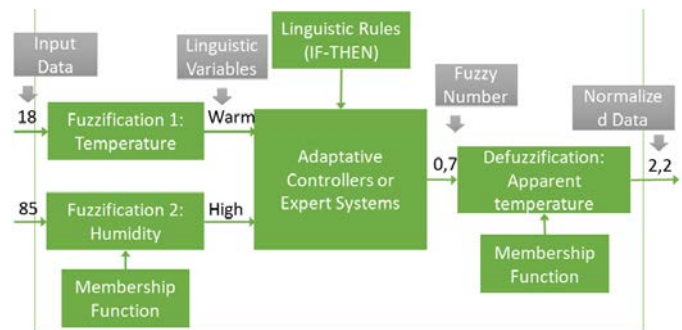 Input
Data
Linguistic
Variables
Linguistic Rules
(IF-THEN)
Fuzzy
Number
Normalize
d Data
18
Fuzzification 1:
Temperature
Warm
Adaptative
Controllers or
Expert Systems
0,7
Defuzzification:
Apparent
temperature
2,2
85
Fuzzification 2:
Humidity
High
Membership
Function
Membership
Function